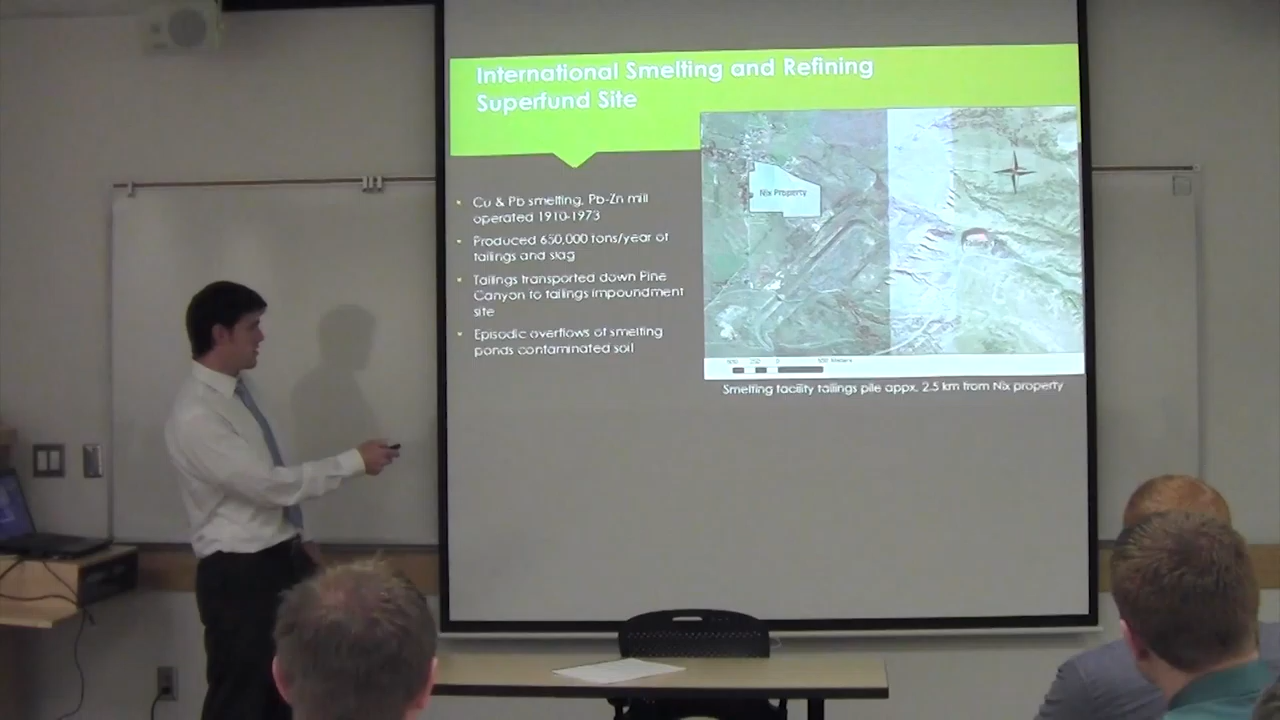 International Smelting and Refining
Superfund Site
Nix Property
• Cu & Pb smelting, Pb-Zn mill
operated 1910-1973
• Produced 650,000 tons/year of
tailings and slag
• Tailings transported down Pine
Canyon to tailings impoundment
site
• Episodic overflows of smelting
ponds contaminated soil
Tailings
Smelting facility tailings pile appx. 2.5 km from Nix property